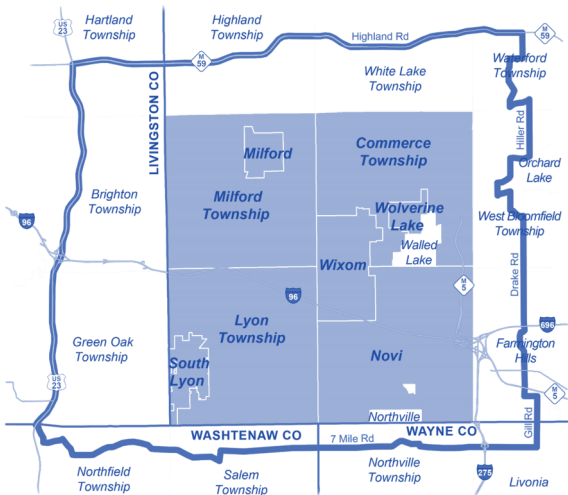 Hartland
Township
Highland
Township
US
23
Highland Rd
M
59
M
59
Waterford
Township
White Lake
Township
LIVINGSTON CO
Hiller Rd
Milford
Commerce
Township
Orchard
Lake
Brighton
Township
Milford
Township
Wolverine
Lake
West Bloomfield
Township
96
Walled
Lake
Wixom
Drake Rd
M
5
96
Lyon
Township
696
Green Oak
Township
Novi
Farmington
Hills
South
Lyon
US
23
M
5
Northville
Gill Rd
WASHTENAW CO
7 Mile Rd
WAYNE CO
Northfield
Township
Salem
Township
Northville
Township
275
Livonia